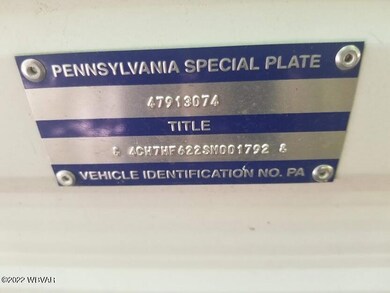 PENNSYLVANIA SPECIAL PLATE
47913074
TITLE
& 4CH7HF622SM001792 &
VEHICLE IDENTIFICATION NO. PA
©2022 WBVAR